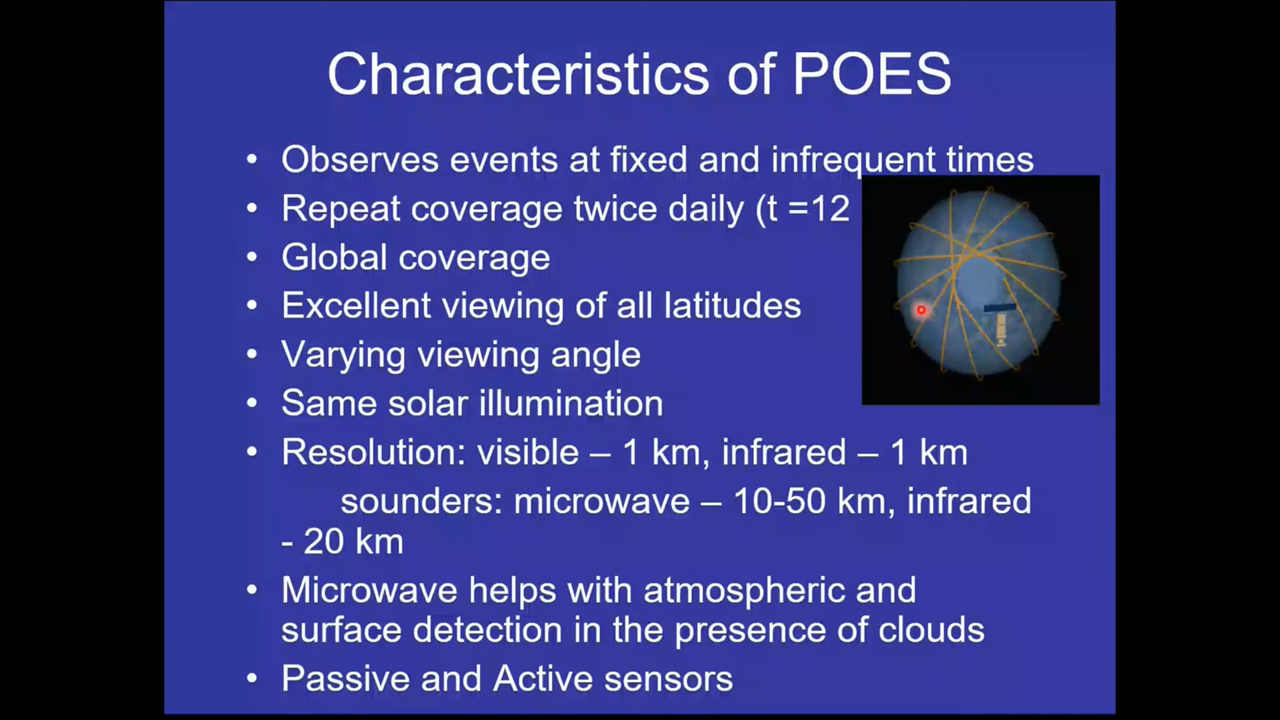 Characteristics of POES
• Observes events at fixed and infrequent times
• Repeat coverage twice daily (t =12
• Global coverage
• Excellent viewing of all latitudes
• Varying viewing angle
• Same solar illumination
• Resolution: visible – 1 km, infrared – 1 km
sounders: microwave – 10-50 km, infrared
- 20 km
• Microwave helps with atmospheric and
surface detection in the presence of clouds
• Passive and Active sensors